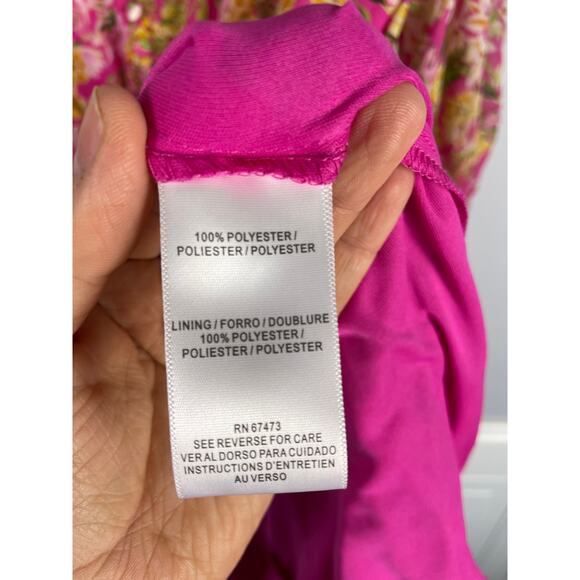 100% POLYESTER /
POLIESTER / POLYESTER
LINING / FORRO / DOUBLURE
100% POLYESTER /
POLIESTER / POLYESTER
RN 67473
SEE REVERSE FOR CARE
VER AL DORSO PARA CUIDADO
INSTRUCTIONS D'ENTRETIEN
AU VERSO